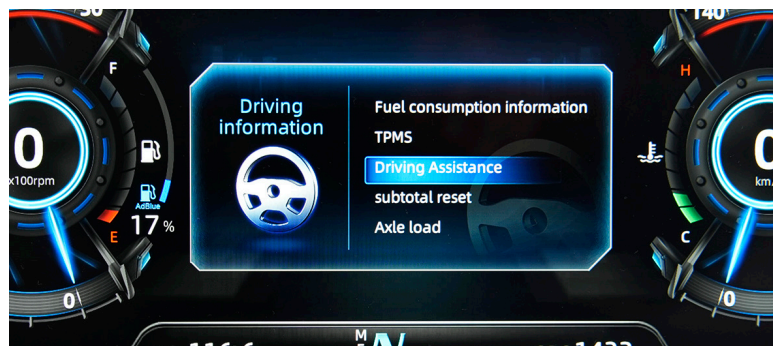 140
F
H
Driving
information
Fuel consumption information
TPMS
Driving Assistance
subtotal reset
Axle load
0
x100rpm
AdBlue
17 %
E
C
0
0
M